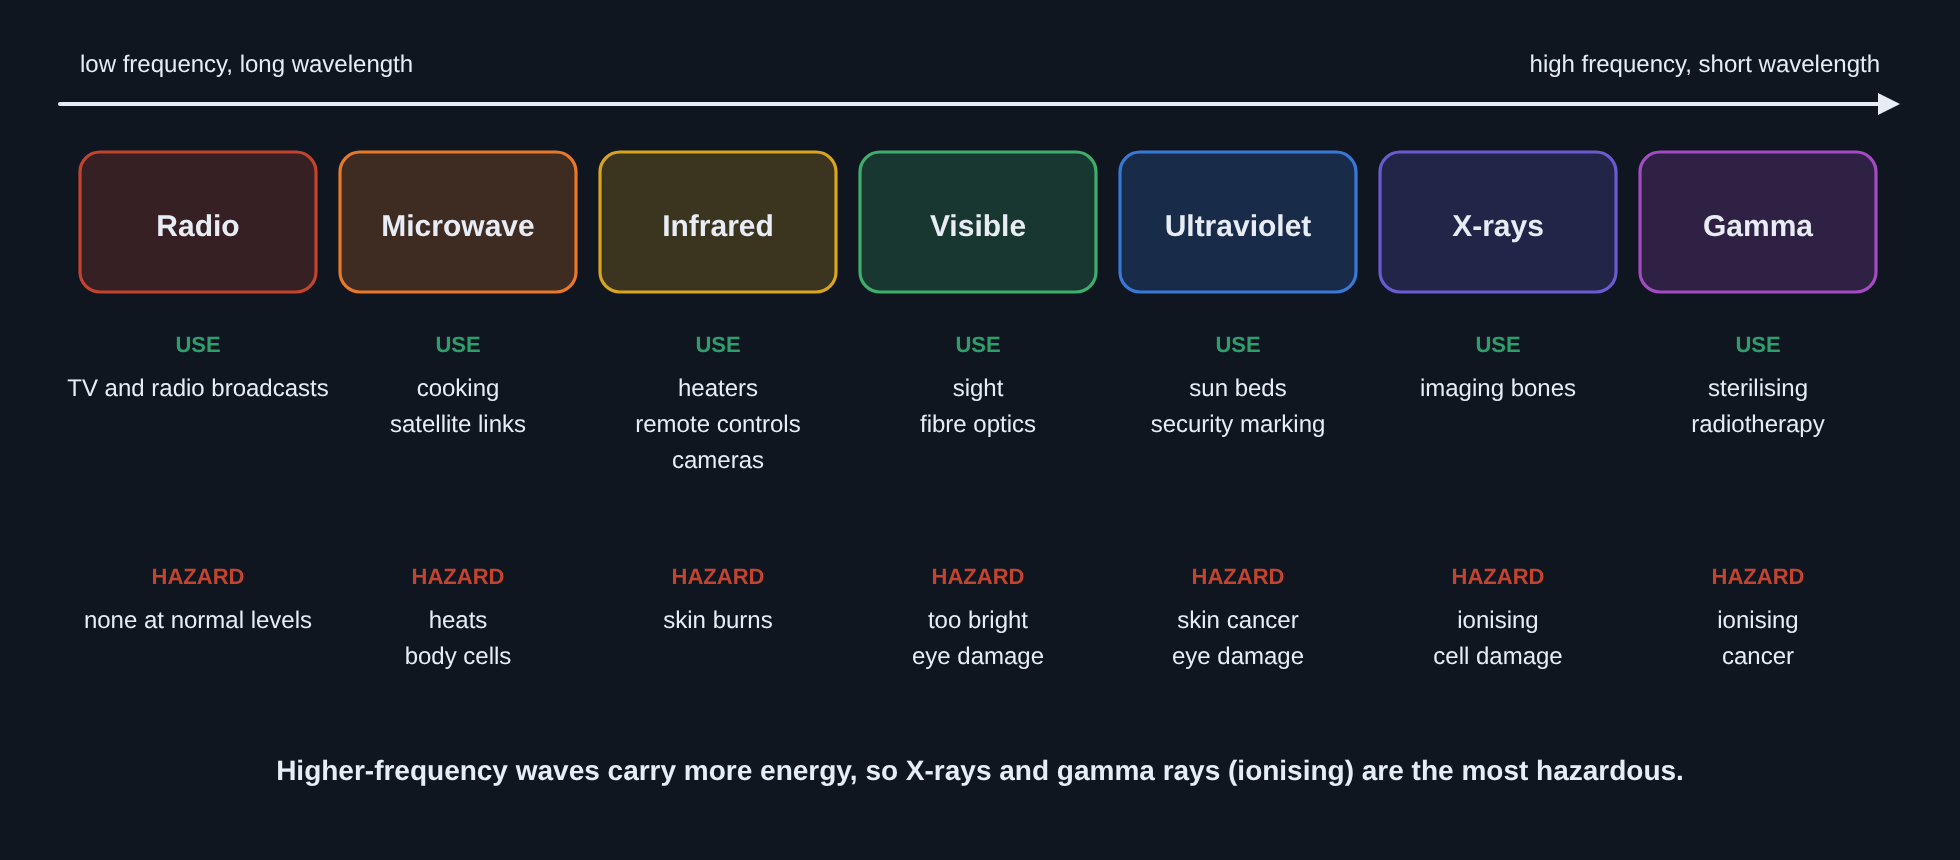 low frequency, long wavelength
high frequency, short wavelength
Radio
Microwave
Infrared
Visible
Ultraviolet
X-rays
Gamma
USE
TV and radio broadcasts
USE
cooking
satellite links
USE
heaters
remote controls
cameras
USE
sight
fibre optics
USE
sun beds
security marking
USE
imaging bones
USE
sterilising
radiotherapy
HAZARD
none at normal levels
HAZARD
heats
body cells
HAZARD
skin burns
HAZARD
too bright
eye damage
HAZARD
skin cancer
eye damage
HAZARD
ionising
cell damage
HAZARD
ionising
cancer
Higher-frequency waves carry more energy, so X-rays and gamma rays (ionising) are the most hazardous.